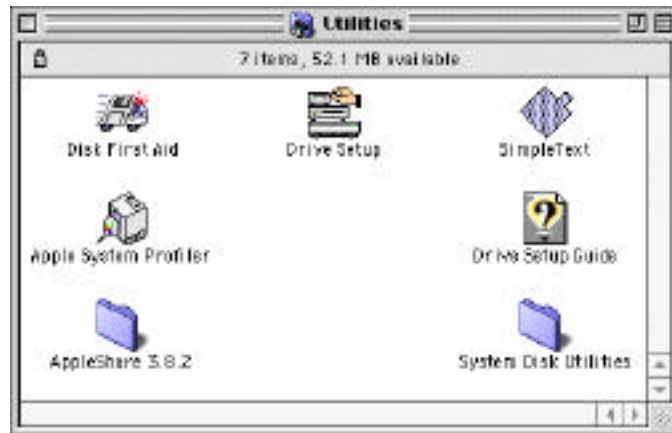 Utilities
7 items, 52.1 MB available
Disk First Aid
Drive Setup
SimpleText
Apple System Profiler
Drive Setup Guide
AppleShare 3.8.2
System Disk Utilities